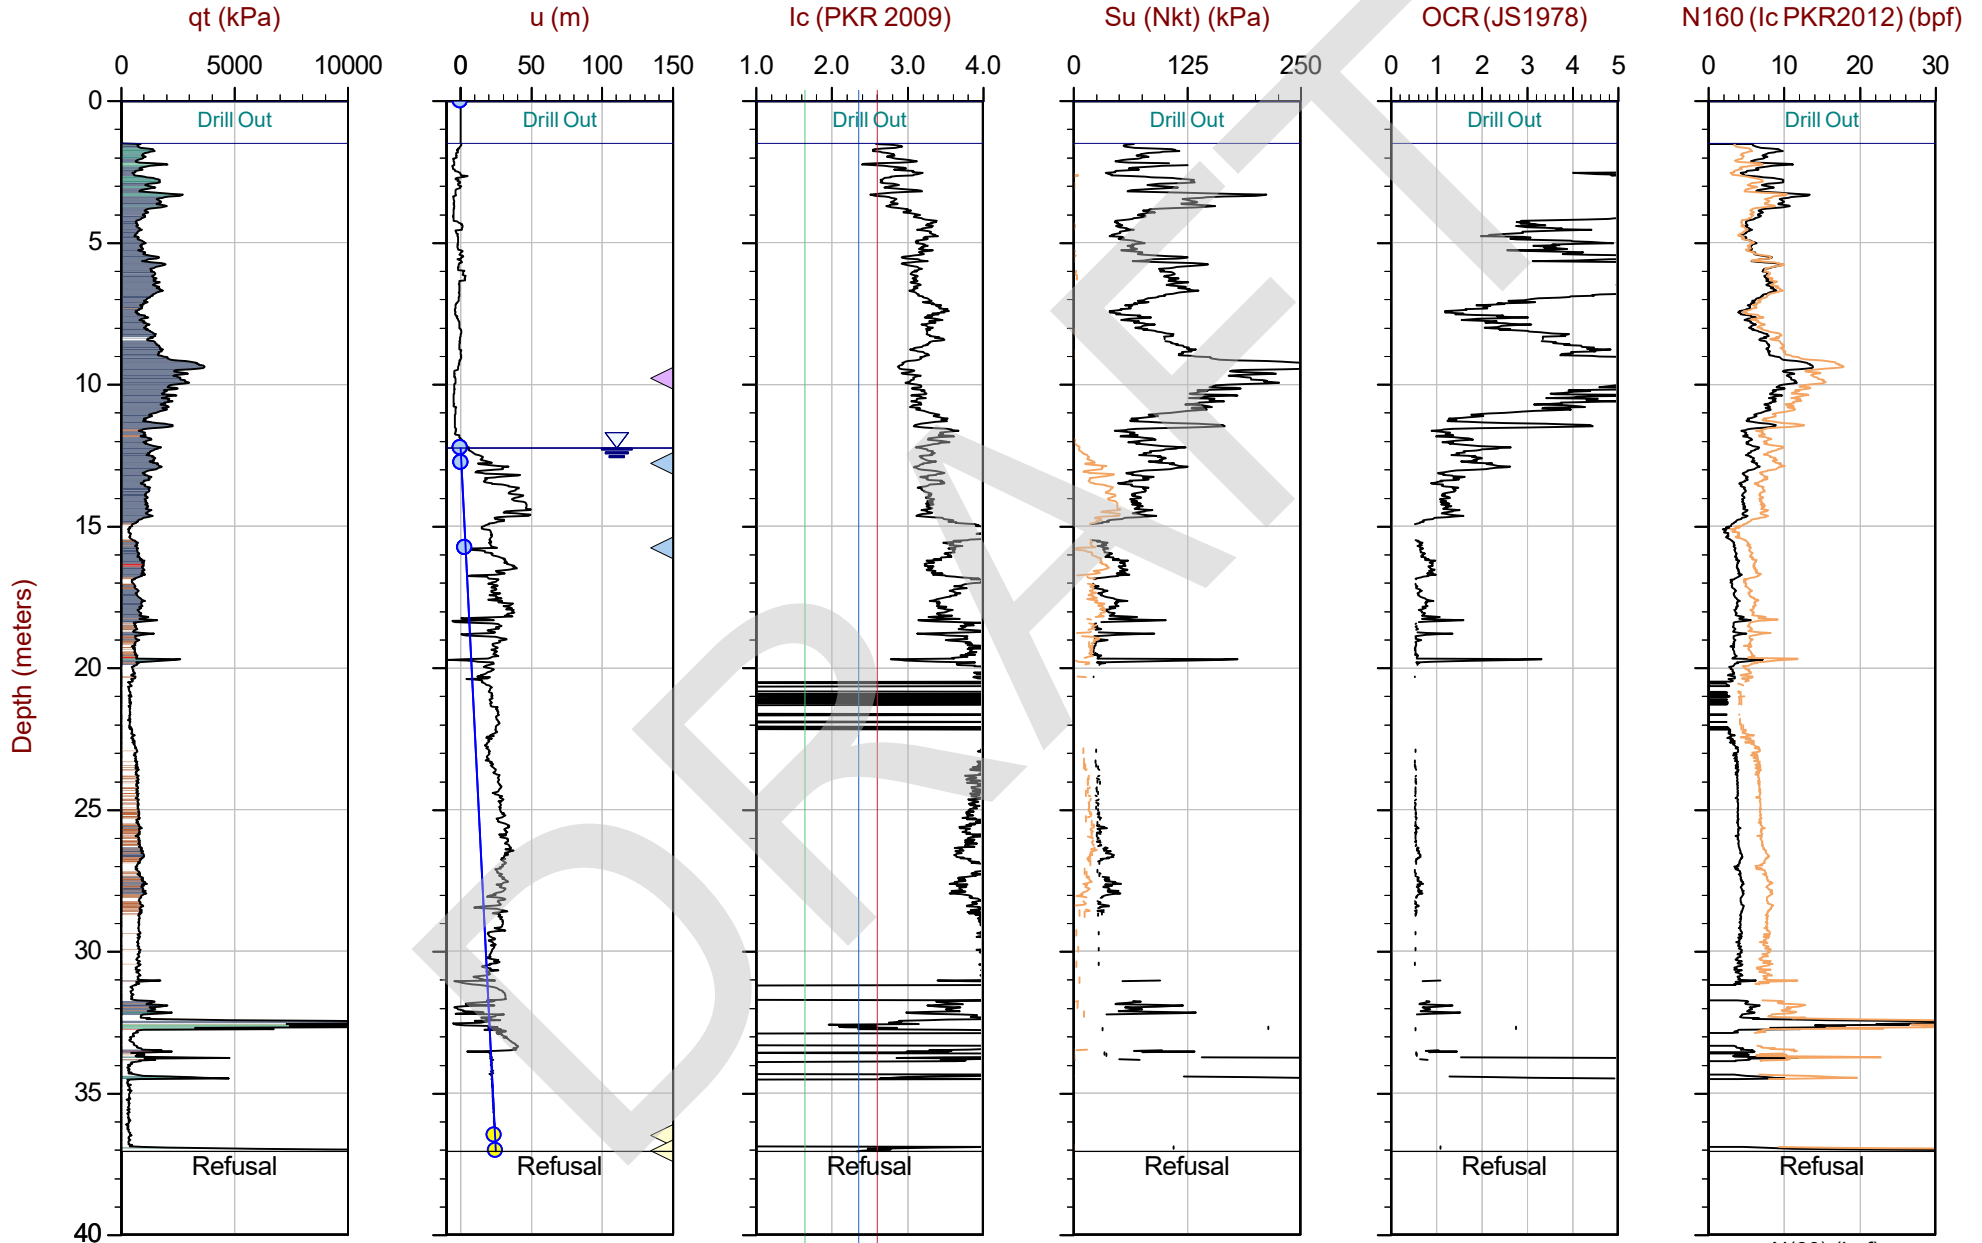 qt (kPa) u (m) Ic (PKR 2009) Su (Nkt) (kPa) OCR (JS1978) N160 (Ic PKR2012) (bpf)
0 5000 10000 0 50 100 150 1.0 2.0 3.0 4.0 0 125 250 0 1 2 3 4 5 0 10 20 30
0
Drill Out Drill Out Drill Out Drill Out Drill Out Drill Out
5
10
15
20
25
30
35
40
Depth (meters)
Refusal Refusal Refusal Refusal Refusal
DRAFT